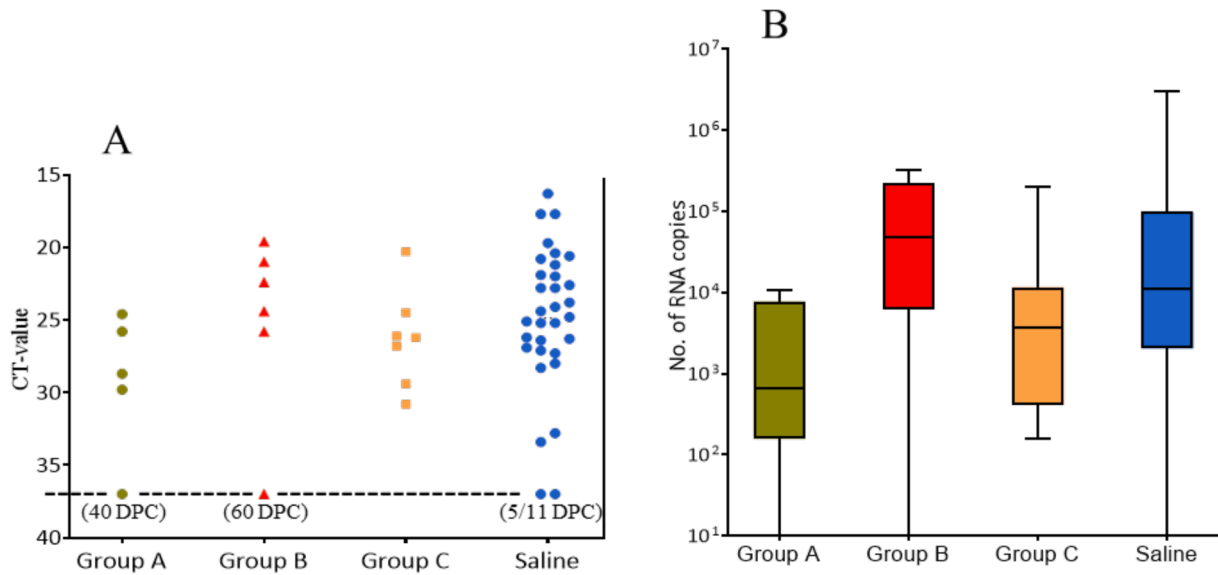 A
CT-value
15
20
25
30
35
40
(40 DPC)
(60 DPC)
(5/11 DPC)
Group A
Group B
Group C
Saline
B
No. of RNA copies
10⁷
10⁶
10⁵
10⁴
10³
10²
10¹
Group A
Group B
Group C
Saline